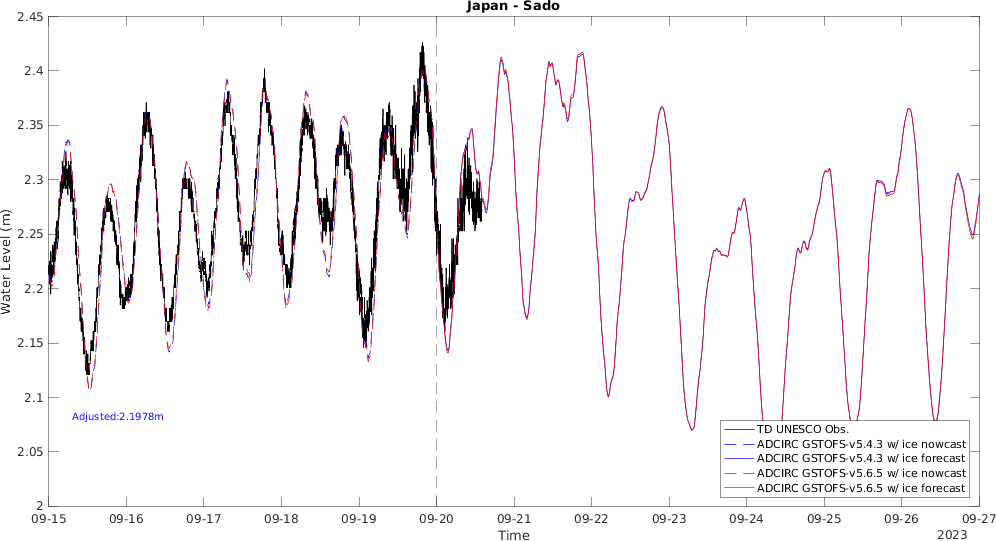 Japan - Sado
2.45
2.4
2.35
2.3
2.25
2.2
2.15
2.1
2.05
2
Water Level (m)
Adjusted:2.1978m
TD UNESCO Obs.
ADCIRC GSTOFS-v5.4.3 w/ ice nowcast
ADCIRC GSTOFS-v5.4.3 w/ ice forecast
ADCIRC GSTOFS-v5.6.5 w/ ice nowcast
ADCIRC GSTOFS-v5.6.5 w/ ice forecast
09-15 09-16 09-17 09-18 09-19 09-20 09-21 09-22 09-23 09-24 09-25 09-26 09-27
Time
2023